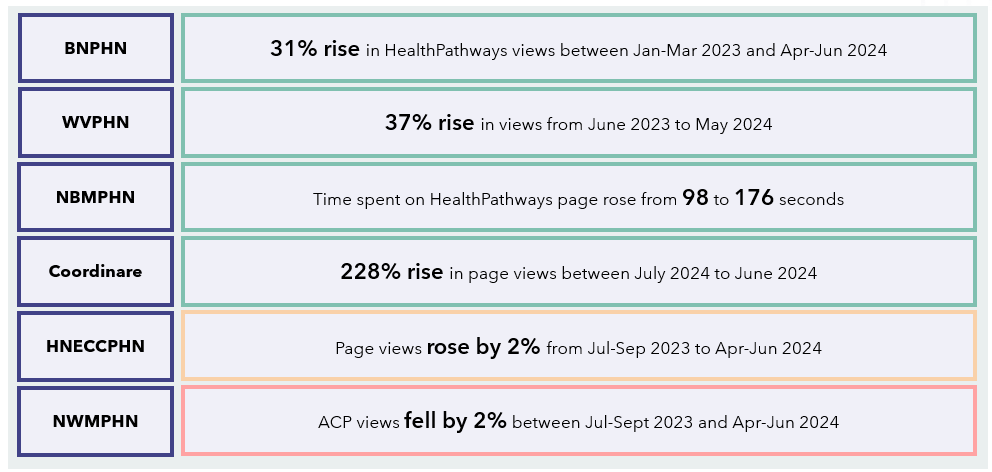 BNPHN
31% rise in HealthPathways views between Jan-Mar 2023 and Apr-Jun 2024
WVPHN
37% rise in views from June 2023 to May 2024
NBMPHN
Time spent on HealthPathways page rose from 98 to 176 seconds
Coordinare
228% rise in page views between July 2024 to June 2024
HNECCPHN
Page views rose by 2% from Jul-Sep 2023 to Apr-Jun 2024
NWMPHN
ACP views fell by 2% between Jul-Sept 2023 and Apr-Jun 2024